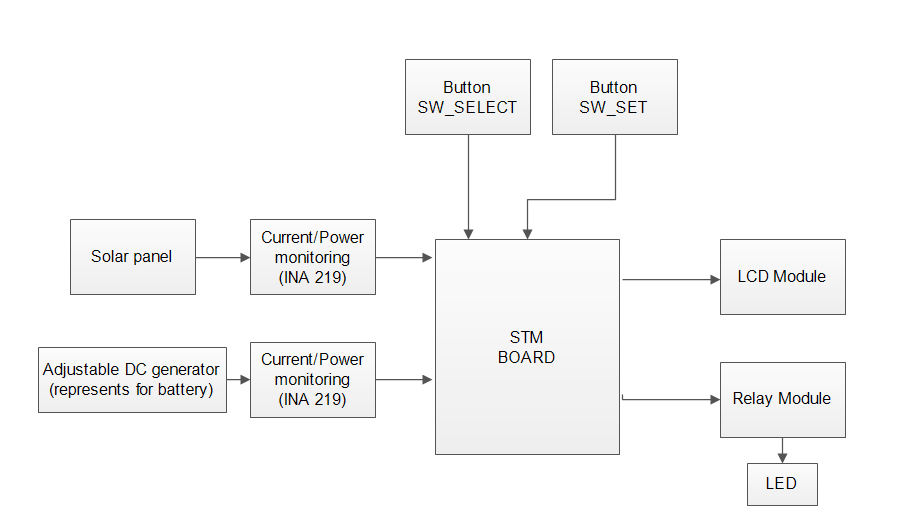 Button
SW_SELECT
Button
SW_SET
Solar panel
Current/Power
monitoring
(INA 219)
Adjustable DC generator
(represents for battery)
Current/Power
monitoring
(INA 219)
STM
BOARD
LCD Module
Relay Module
LED